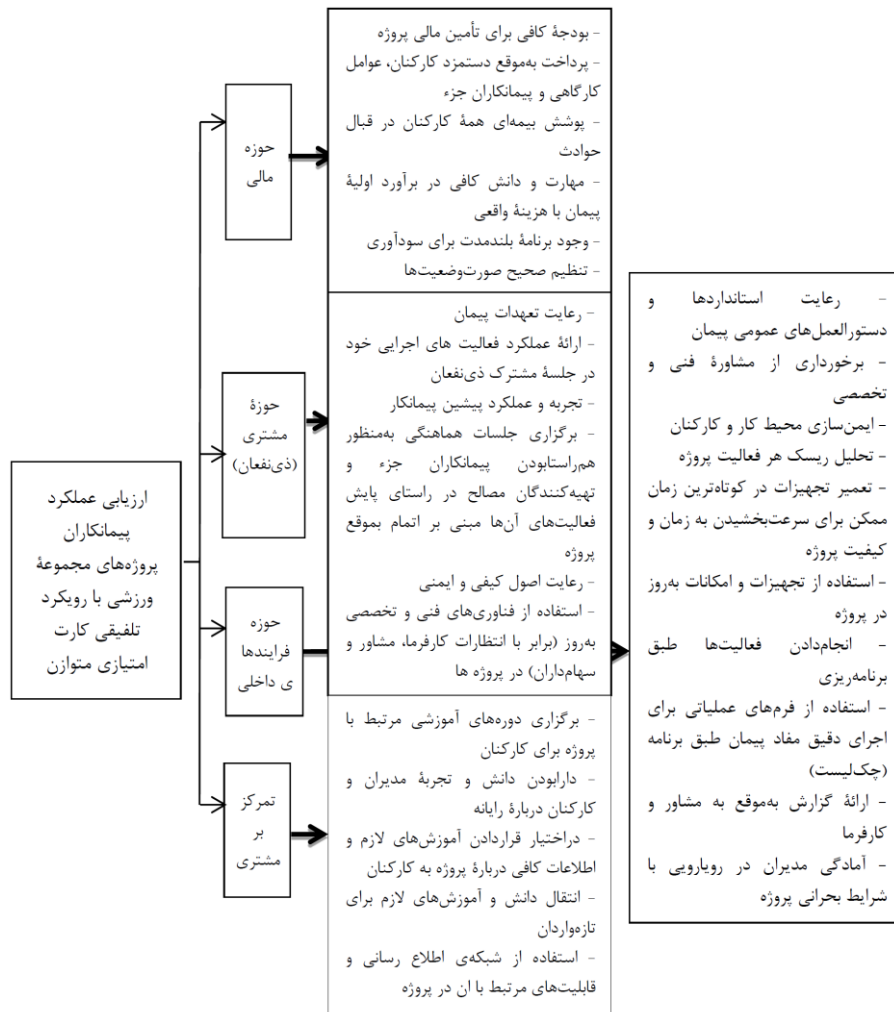 ارزیابی عملکرد
پیمانکاران
پروژه‌های مجموعهٔ
ورزشی با رویکرد
تلفیقی کارت
امتیازی متوازن
حوزه
مالی
- بودجهٔ کافی برای تأمین مالی پروژه
- پرداخت به‌موقع دستمزد کارکنان، عوامل
کارگاهی و پیمانکاران جزء
- پوشش بیمه‌ای همهٔ کارکنان در قبال
حوادث
- مهارت و دانش کافی در برآورد اولیهٔ
پیمان با هزینهٔ واقعی
- وجود برنامهٔ بلندمدت برای سودآوری
- تنظیم صحیح صورت‌وضعیت‌ها
حوزهٔ
مشتری
(ذی‌نفعان)
- رعایت تعهدات پیمان
- ارائهٔ عملکرد فعالیت های اجرایی خود
در جلسهٔ مشترک ذی‌نفعان
- تجربه و عملکرد پیشین پیمانکار
- برگزاری جلسات هماهنگی به‌منظور
هم‌راستابودن پیمانکاران جزء و
تهیه‌کنندگان مصالح در راستای پایش
فعالیت‌های آن‌ها مبنی بر اتمام بموقع
پروژه
- رعایت اصول کیفی و ایمنی
- استفاده از فناوری‌های فنی و تخصصی
به‌روز (برابر با انتظارات کارفرما، مشاور و
سهام‌داران) در پروژه ها
حوزه
فرایندها
ی داخلی
- رعایت استانداردها و
دستورالعمل‌های عمومی پیمان
- برخورداری از مشاورهٔ فنی و
تخصصی
- ایمن‌سازی محیط کار و کارکنان
- تحلیل ریسک هر فعالیت پروژه
- تعمیر تجهیزات در کوتاه‌ترین زمان
ممکن برای سرعت‌بخشیدن به زمان و
کیفیت پروژه
- استفاده از تجهیزات و امکانات به‌روز
در پروژه
- انجام‌دادن فعالیت‌ها طبق
برنامه‌ریزی
- استفاده از فرم‌های عملیاتی برای
اجرای دقیق مفاد پیمان طبق برنامه
(چک‌لیست)
- ارائهٔ گزارش به‌موقع به مشاور و
کارفرما
- آمادگی مدیران در رویارویی با
شرایط بحرانی پروژه
تمرکز
بر
مشتری
- برگزاری دوره‌های آموزشی مرتبط با
پروژه برای کارکنان
- دارابودن دانش و تجربهٔ مدیران و
کارکنان دربارهٔ رایانه
- دراختیار قراردادن آموزش‌های لازم و
اطلاعات کافی دربارهٔ پروژه به کارکنان
- انتقال دانش و آموزش‌های لازم برای
تازه‌واردان
- استفاده از شبکه‌ی اطلاع رسانی و
قابلیت‌های مرتبط با ان در پروژه